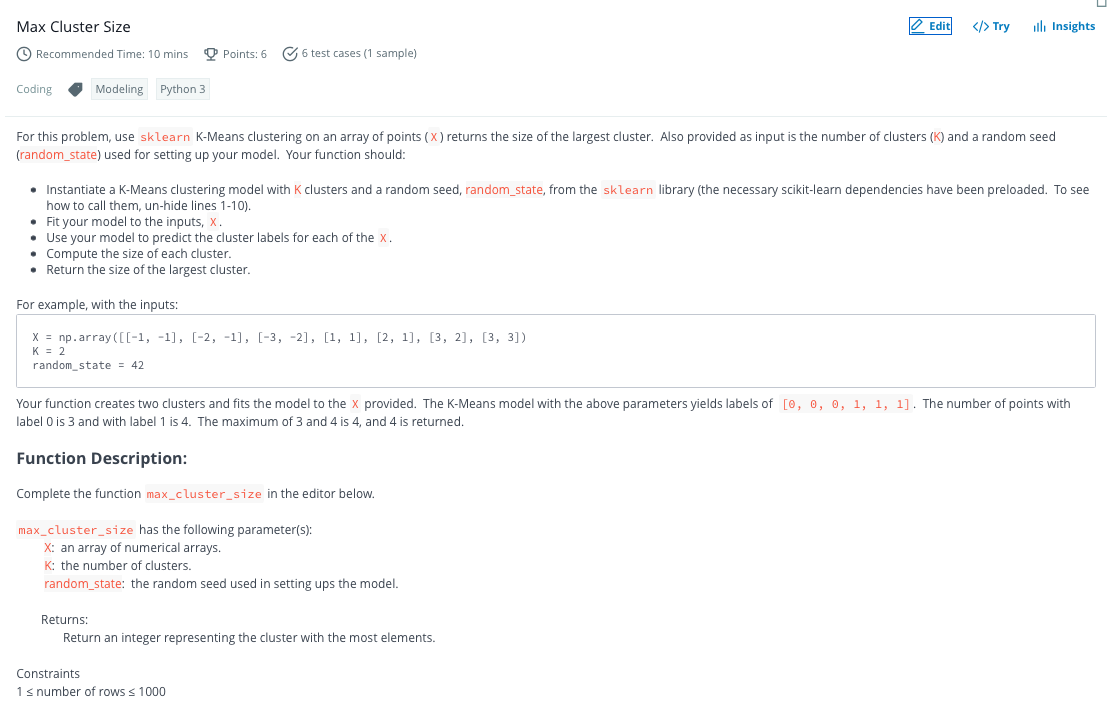 Max Cluster Size
Edit
</> Try
Insights
Recommended Time: 10 mins
Points: 6
6 test cases (1 sample)
Coding
Modeling
Python 3
For this problem, use sklearn K-Means clustering on an array of points (X) returns the size of the largest cluster. Also provided as input is the number of clusters (K) and a random seed
(random_state) used for setting up your model. Your function should:
• Instantiate a K-Means clustering model with K clusters and a random seed, random_state, from the sklearn library (the necessary scikit-learn dependencies have been preloaded. To see
how to call them, un-hide lines 1-10).
• Fit your model to the inputs, X.
• Use your model to predict the cluster labels for each of the X.
• Compute the size of each cluster.
• Return the size of the largest cluster.
For example, with the inputs:
X = np.array([[-1, -1], [-2, -1], [-3, -2], [1, 1], [2, 1], [3, 2], [3, 3])
K = 2
random_state = 42
Your function creates two clusters and fits the model to the X provided. The K-Means model with the above parameters yields labels of [0, 0, 0, 1, 1, 1]. The number of points with
label 0 is 3 and with label 1 is 4. The maximum of 3 and 4 is 4, and 4 is returned.
Function Description:
Complete the function max_cluster_size in the editor below.
max_cluster_size has the following parameter(s):
X: an array of numerical arrays.
K: the number of clusters.
random_state: the random seed used in setting ups the model.
Returns:
Return an integer representing the cluster with the most elements.
Constraints
1 ≤ number of rows ≤ 1000